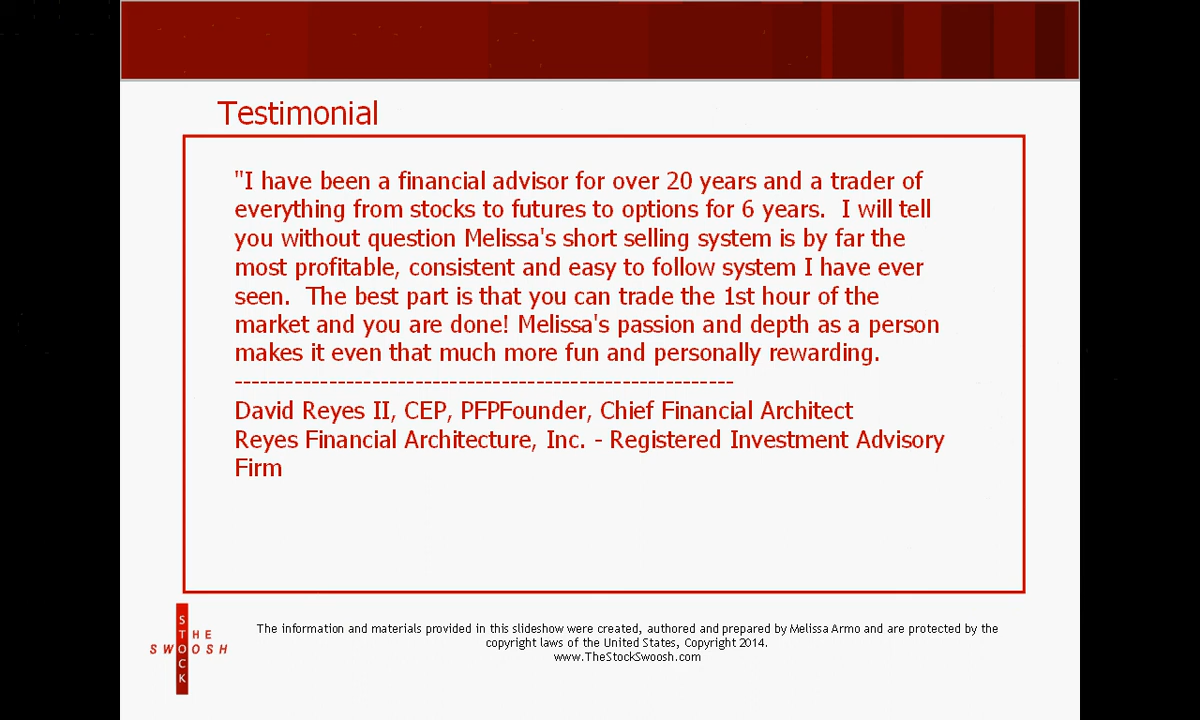 Testimonial
"I have been a financial advisor for over 20 years and a trader of
everything from stocks to futures to options for 6 years.  I will tell
you without question Melissa's short selling system is by far the
most profitable, consistent and easy to follow system I have ever
seen.  The best part is that you can trade the 1st hour of the
market and you are done! Melissa's passion and depth as a person
makes it even that much more fun and personally rewarding.
------------------------------------------------------------
David Reyes II, CEP, PFPFounder, Chief Financial Architect
Reyes Financial Architecture, Inc. - Registered Investment Advisory
Firm
THE
STOCK
SWOOSH
The information and materials provided in this slideshow were created, authored and prepared by Melissa Armo and are protected by the
copyright laws of the United States, Copyright 2014.
www.TheStockSwoosh.com